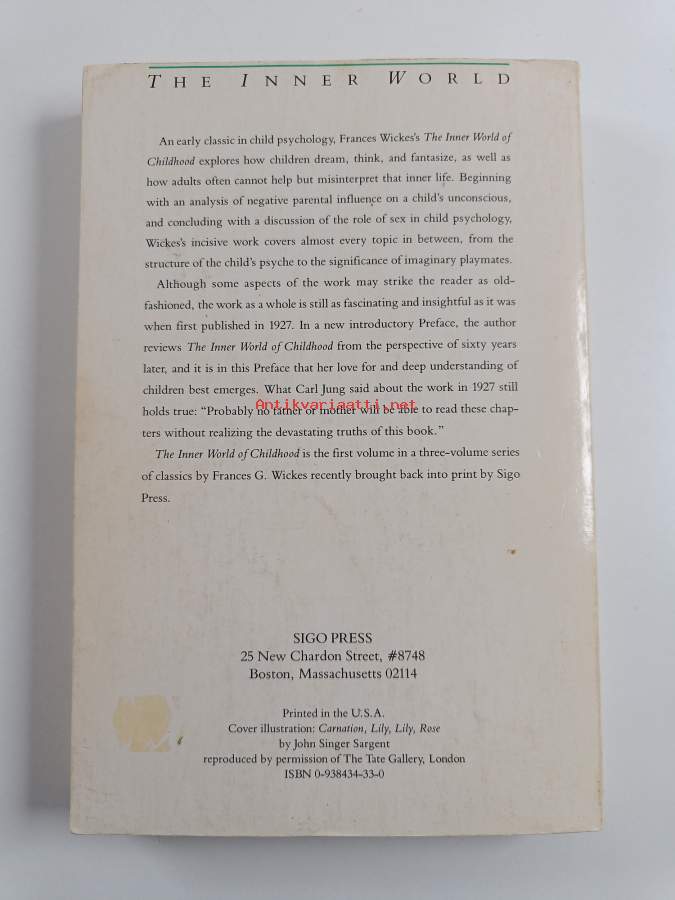 THE INNER WORLD
An early classic in child psychology, Frances Wickes's The Inner World of
Childhood explores how children dream, think, and fantasize, as well as
how adults often cannot help but misinterpret that inner life. Beginning
with an analysis of negative parental influence on a child's unconscious,
and concluding with a discussion of the role of sex in child psychology,
Wickes's incisive work covers almost every topic in between, from the
structure of the child's psyche to the significance of imaginary playmates.
Although some aspects of the work may strike the reader as old-
fashioned, the work as a whole is still as fascinating and insightful as it was
when first published in 1927. In a new introductory Preface, the author
reviews The Inner World of Childhood from the perspective of sixty years
later, and it is in this Preface that her love for and deep understanding of
children best emerges. What Carl Jung said about the work in 1927 still
Antikvariaatti.net
holds true: “Probably no father or mother will be able to read these chap-
ters without realizing the devastating truths of this book.”
The Inner World of Childhood is the first volume in a three-volume series
of classics by Frances G. Wickes recently brought back into print by Sigo
Press.
SIGO PRESS
25 New Chardon Street, #8748
Boston, Massachusetts 02114
Printed in the U.S.A.
Cover illustration: Carnation, Lily, Lily, Rose
by John Singer Sargent
reproduced by permission of The Tate Gallery, London
ISBN 0-938434-33-0